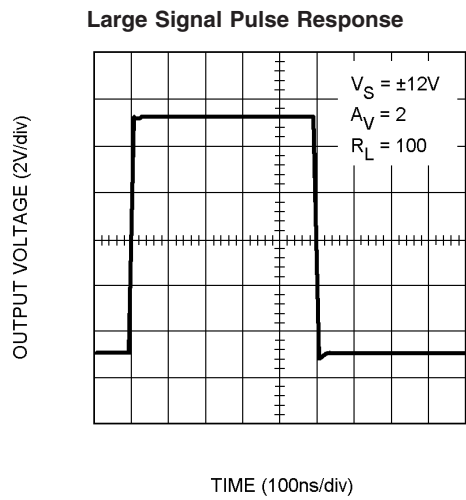 Large Signal Pulse Response
OUTPUT VOLTAGE (2V/div)
V_S = ±12V
A_V = 2
R_L = 100
TIME (100ns/div)